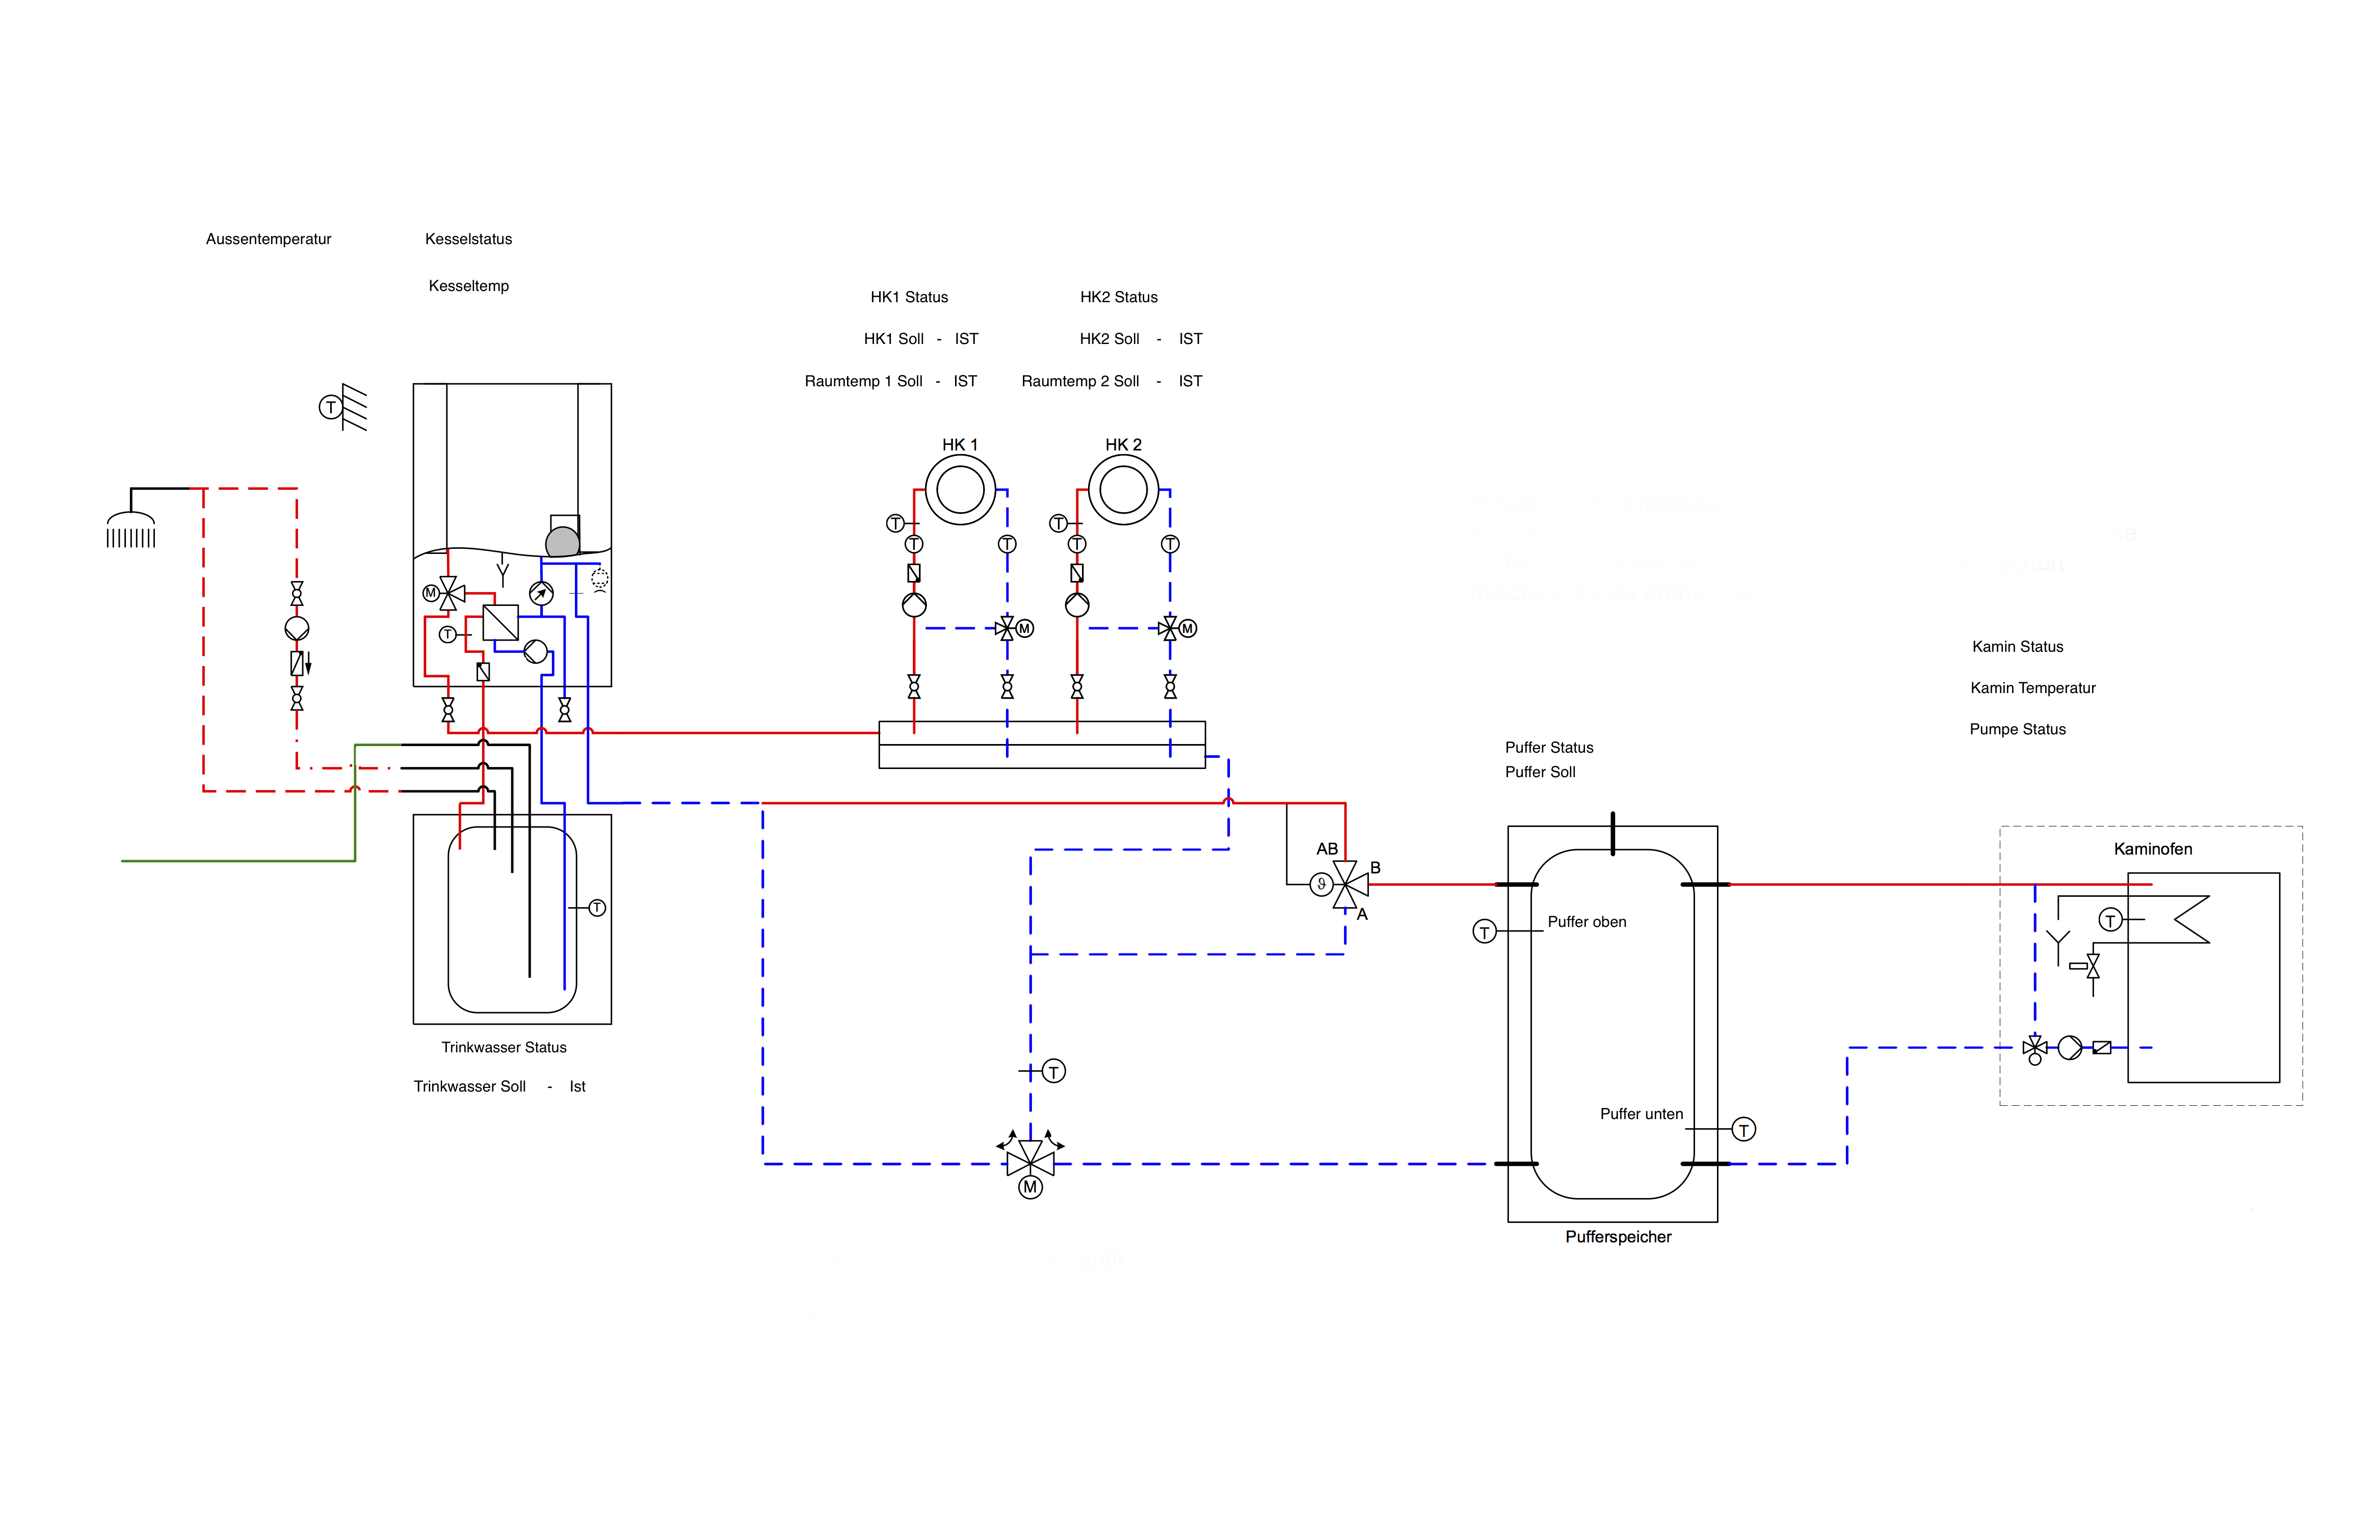 Aussentemperatur
Kesselstatus
Kesseltemp
HK1 Status
HK2 Status
HK1 Soll - IST
HK2 Soll - IST
Raumtemp 1 Soll - IST
Raumtemp 2 Soll - IST
T
HK 1
HK 2
T
T
T
T
T
T
M
T
M
M
Kamin Status
Kamin Temperatur
Pumpe Status
Puffer Status
Puffer Soll
AB
B
ϑ
A
Kaminofen
T
T
Puffer oben
T
Trinkwasser Status
Trinkwasser Soll - Ist
T
Puffer unten
T
M
Pufferspeicher